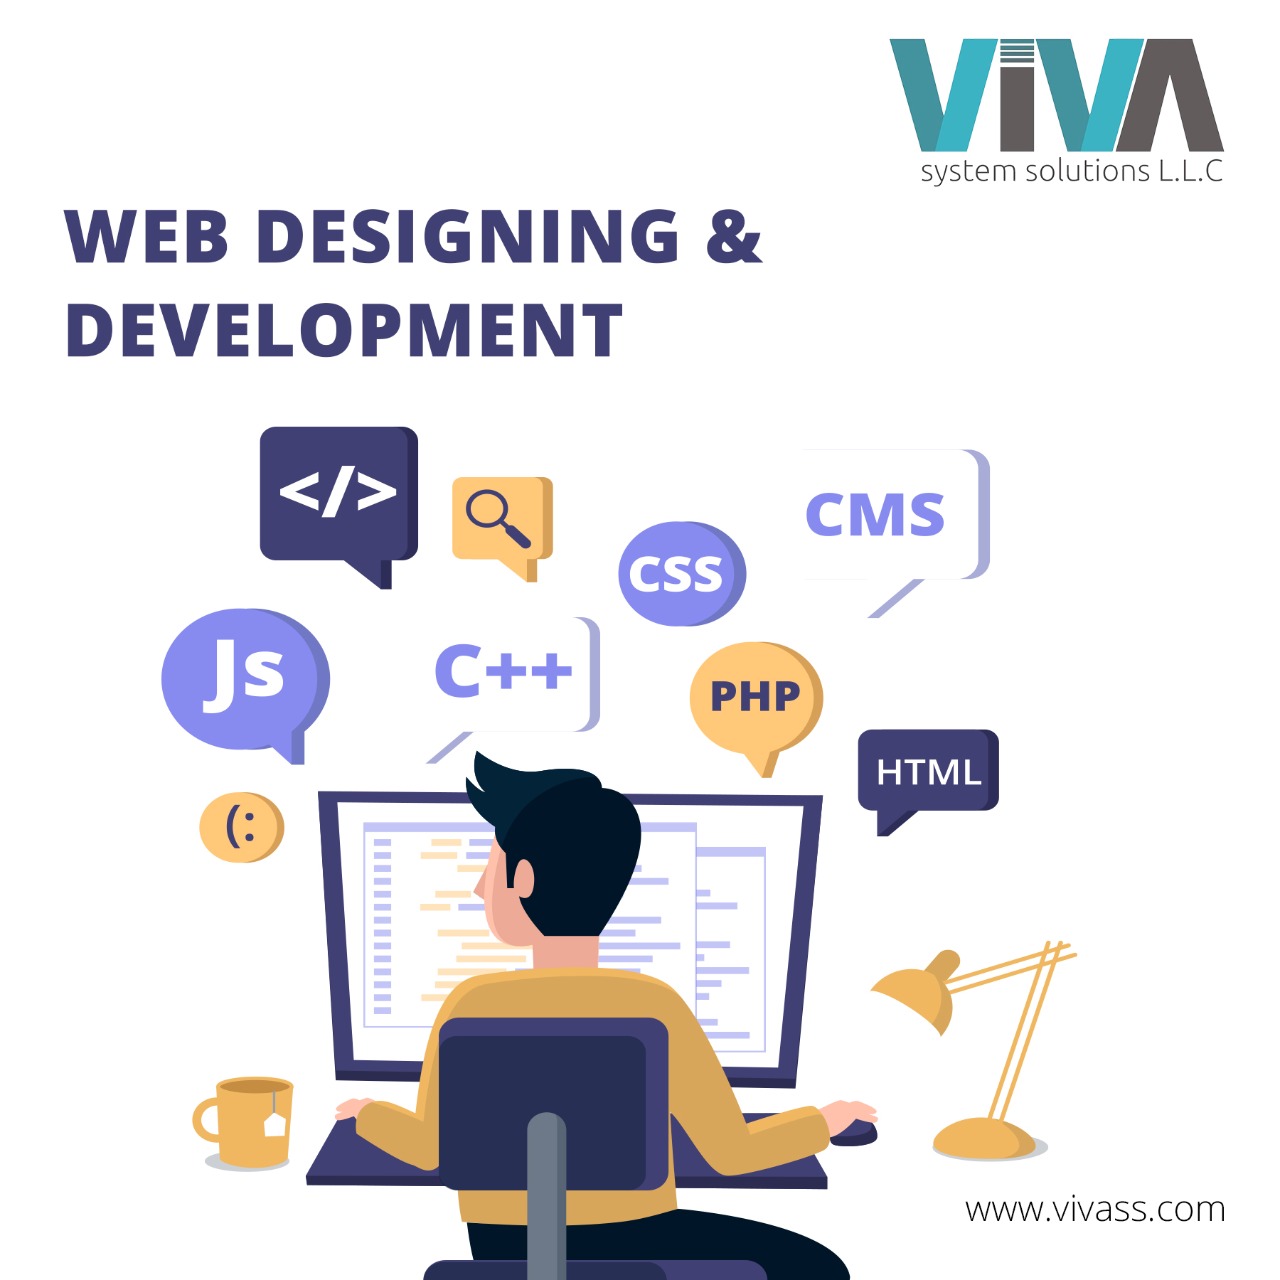 ViVA
system solutions L.L.C
WEB DESIGNING &
DEVELOPMENT
</>
CMS
CSS
Js
C++
PHP
HTML
(:
www.vivass.com